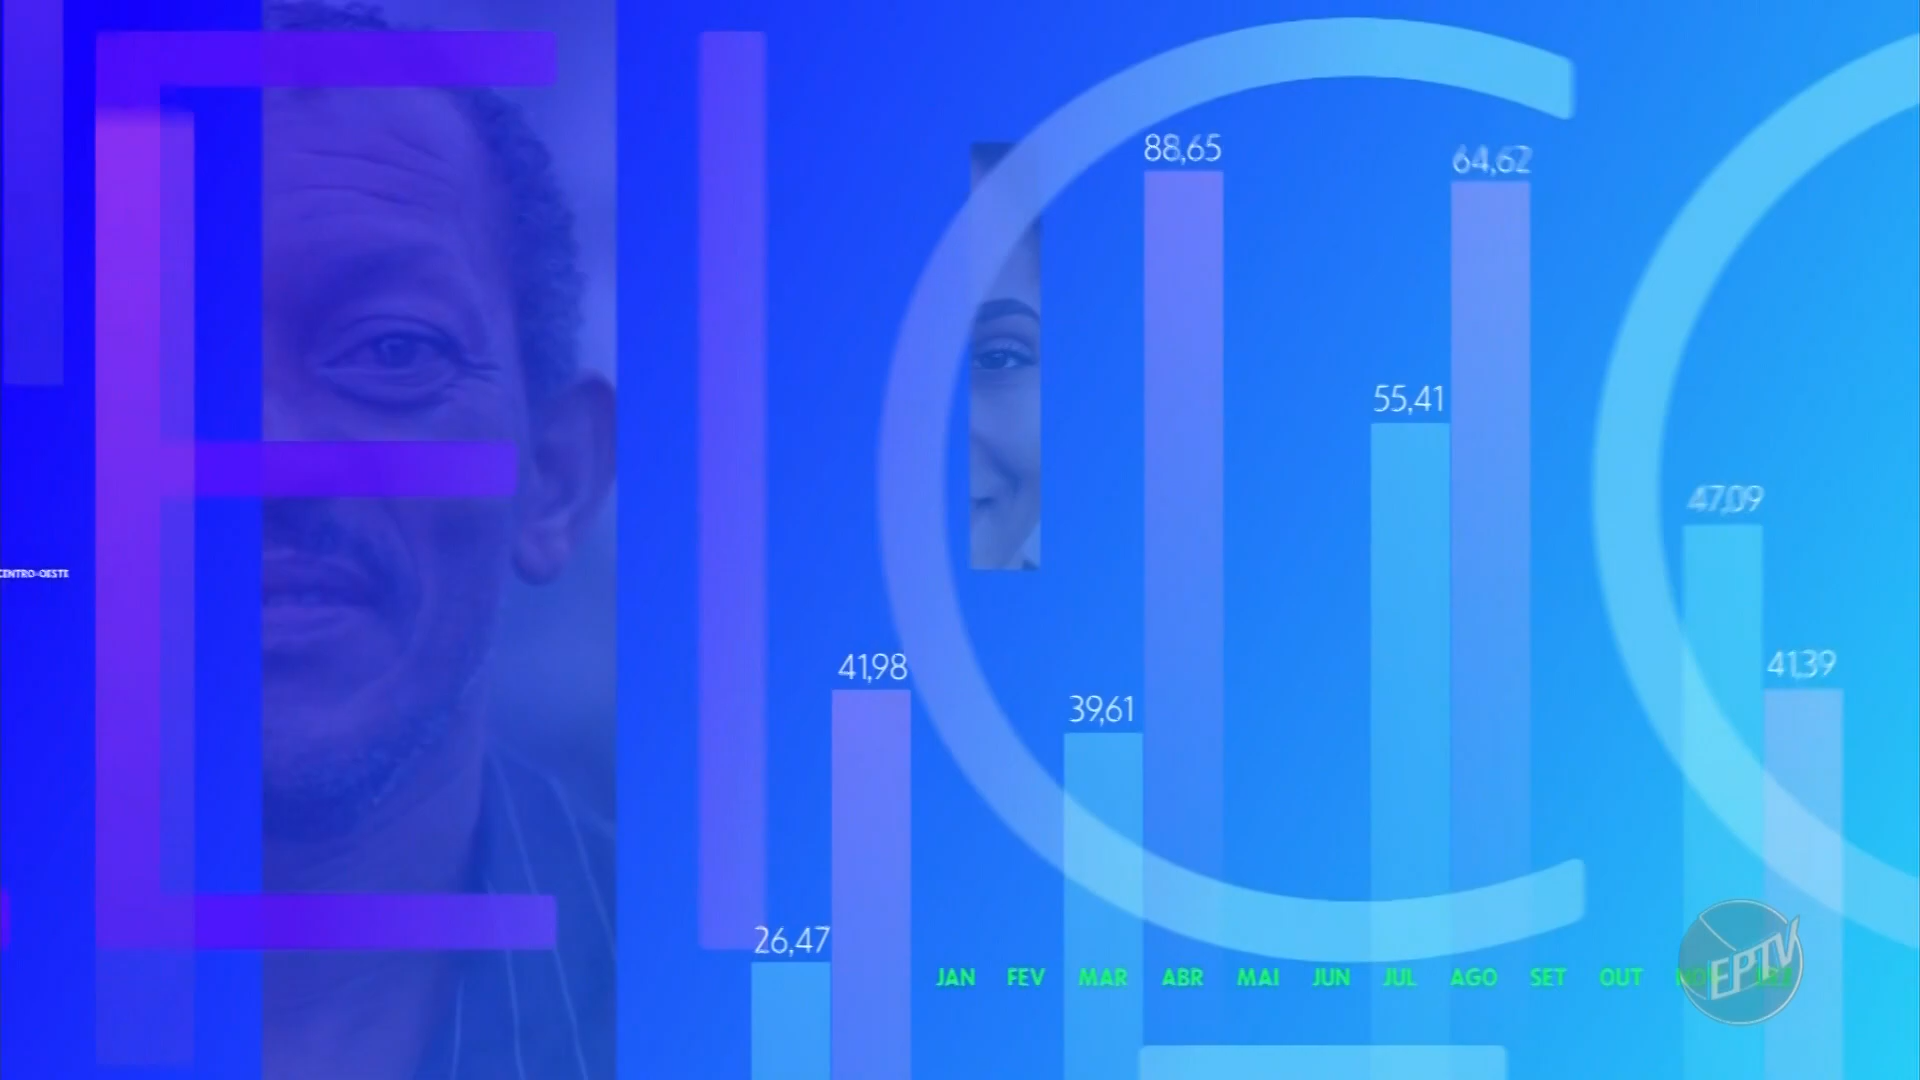 E I C
88,65
64,62
55,41
47,09
CENTRO-OESTE
41,98
41,39
39,61
26,47
JAN FEV MAR ABR MAI JUN JUL AGO SET OUT
EPTV